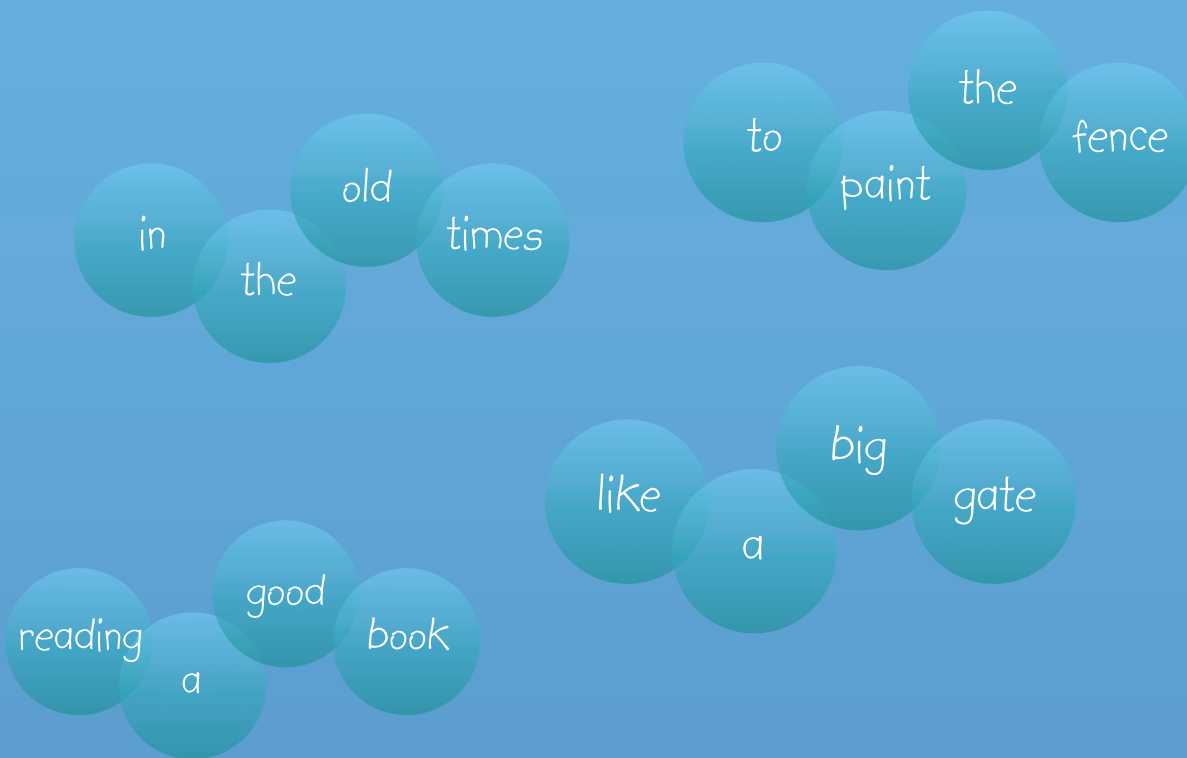 in the old times
to paint the fence
like a big gate
reading a good book